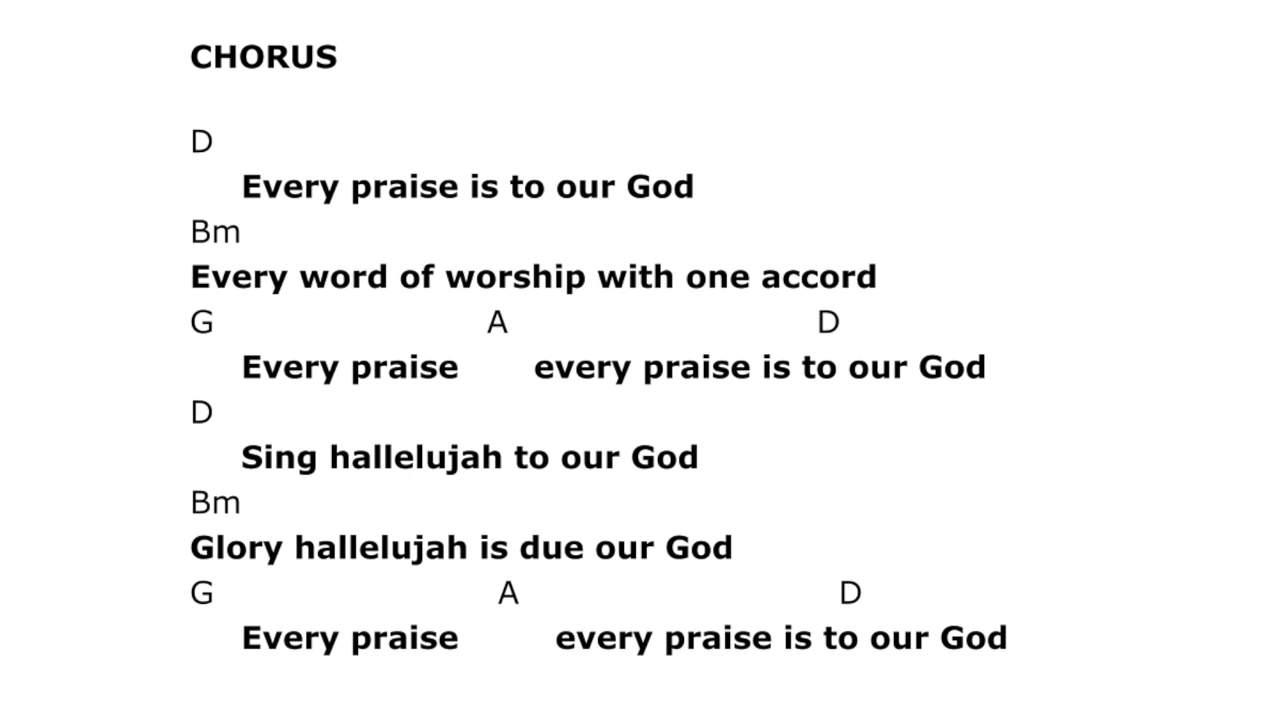 CHORUS
D
Every praise is to our God
Bm
Every word of worship with one accord
G A D
Every praise every praise is to our God
D
Sing hallelujah to our God
Bm
Glory hallelujah is due our God
G A D
Every praise every praise is to our God